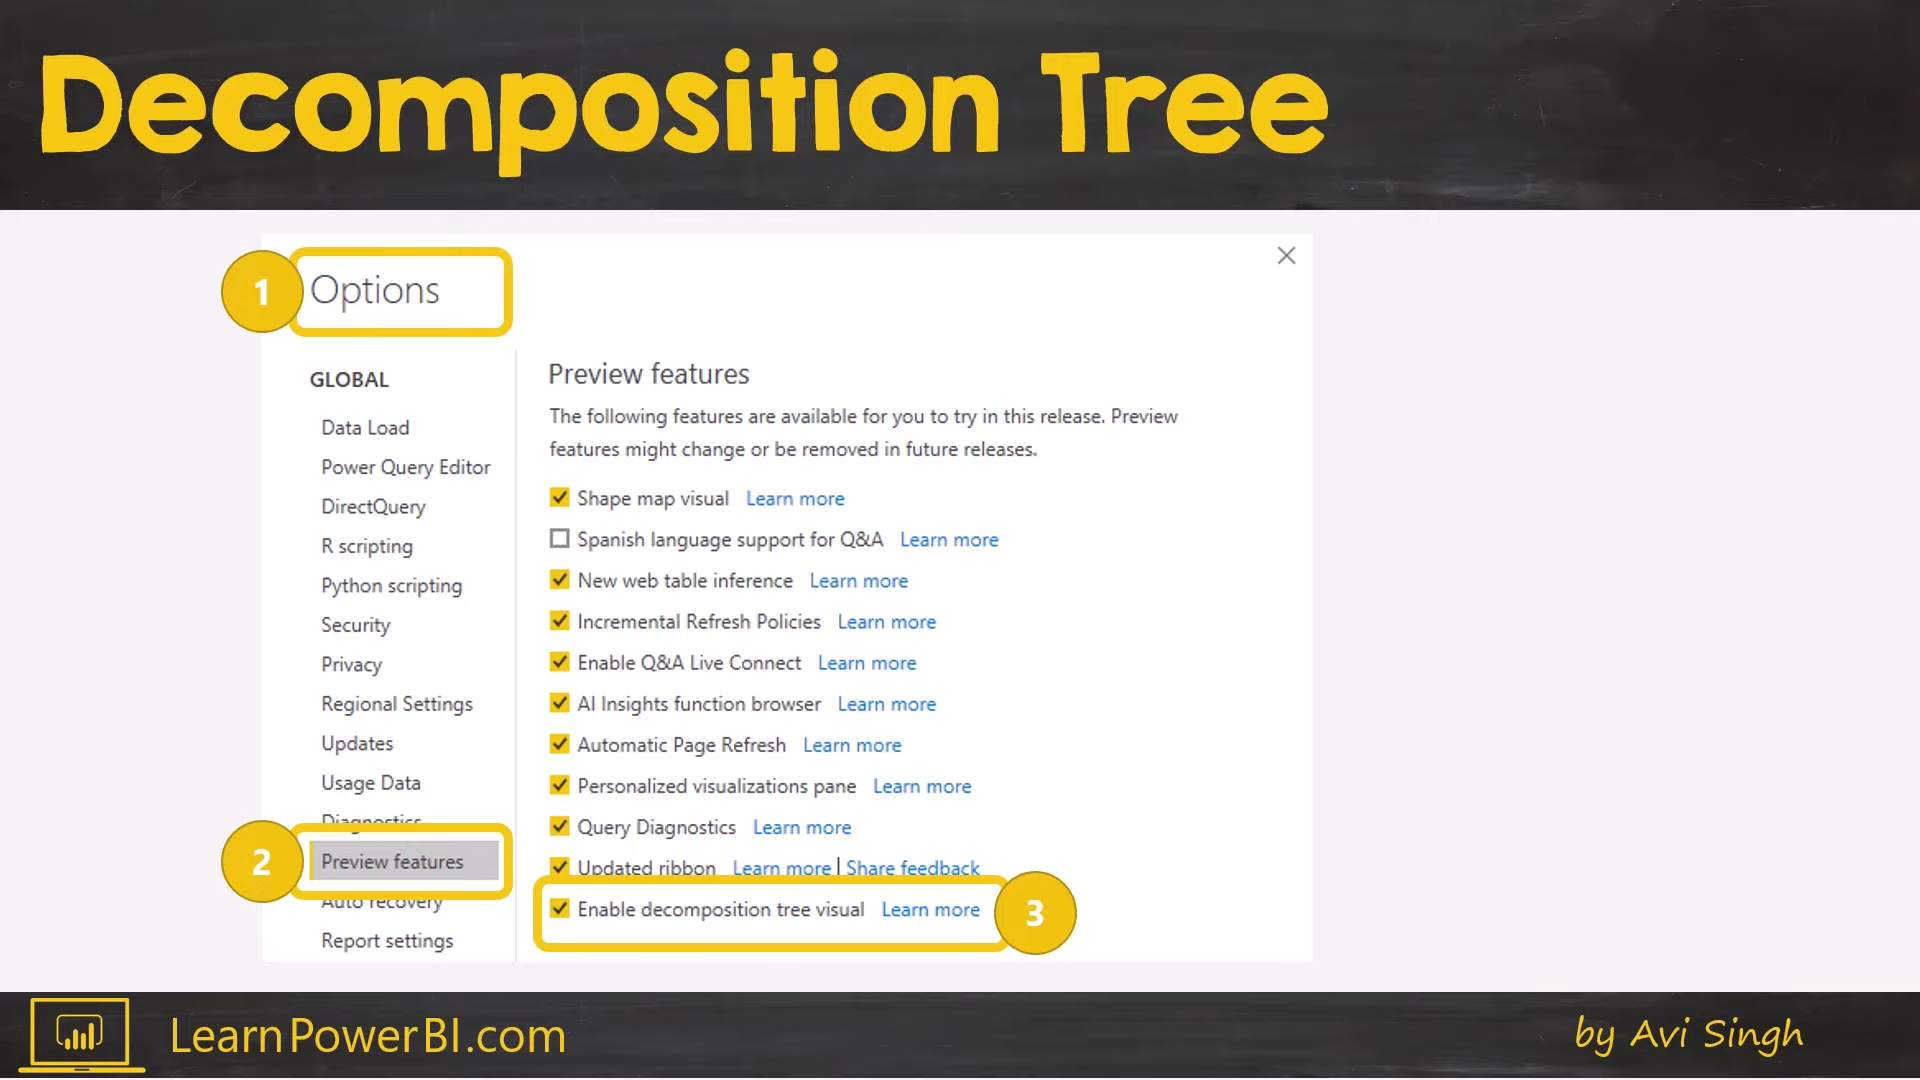 Decomposition Tree
1
Options
GLOBAL
Data Load
Power Query Editor
DirectQuery
R scripting
Python scripting
Security
Privacy
Regional Settings
Updates
Usage Data
Diagnostics
2
Preview features
Auto recovery
Report settings
Preview features
The following features are available for you to try in this release. Preview
features might change or be removed in future releases.
Shape map visual Learn more
Spanish language support for Q&A Learn more
New web table inference Learn more
Incremental Refresh Policies Learn more
Enable Q&A Live Connect Learn more
AI Insights function browser Learn more
Automatic Page Refresh Learn more
Personalized visualizations pane Learn more
Query Diagnostics Learn more
Updated ribbon Learn more | Share feedback
Enable decomposition tree visual Learn more
3
LearnPowerBI.com
by Avi Singh